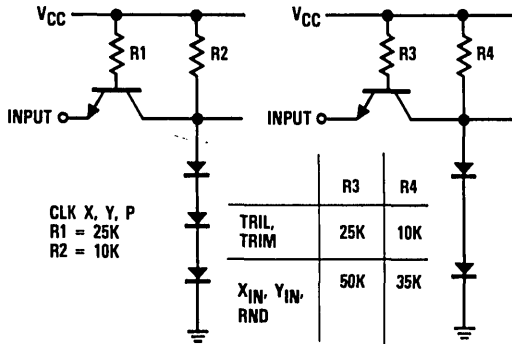 VCC
R1
R2
INPUT
CLK X, Y, P
R1 = 25K
R2 = 10K
VCC
R3
R4
INPUT
R3 R4
TRIL, TRIM 25K 10K
XIN, YIN, RND 50K 35K